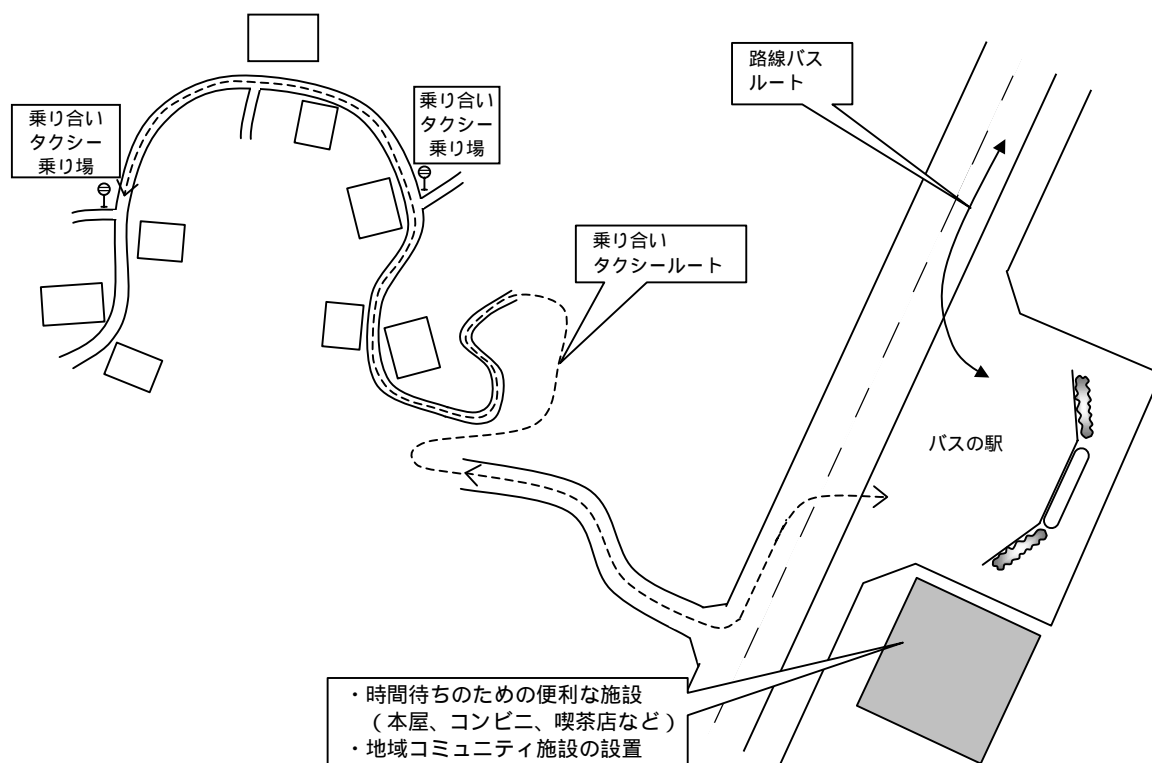 乗り合い
タクシー
乗り場
乗り合い
タクシー
乗り場
路線バス
ルート
乗り合い
タクシールート
バスの駅
・時間待ちのための便利な施設
（本屋、コンビニ、喫茶店など）
・地域コミュニティ施設の設置